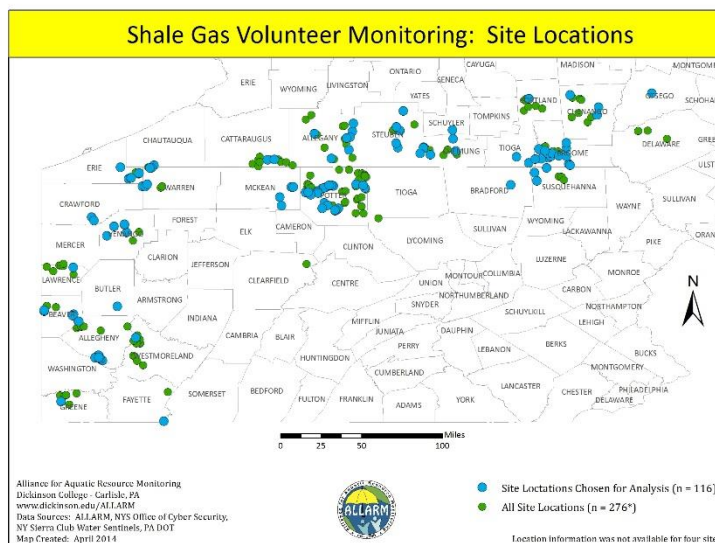 Shale Gas Volunteer Monitoring:  Site Locations
ERIE
WYOMING
LIVINGSTON
ONTARIO
YATES
SENECA
CAYUGA
MADISON
MONTGOME
OTSEGO
SCHOHAR
CHAUTAUQUA
CATTARAUGUS
ALLEGANY
STEUBEN
SCHUYLER
TOMPKINS
CORTLAND
CHENANGO
DELAWARE
GREE
ULST
CHEMUNG
TIOGA
BROOME
ERIE
WARREN
MCKEAN
POTTER
TIOGA
BRADFORD
SUSQUEHANNA
WAYNE
SULLIVAN
CRAWFORD
FOREST
ELK
CAMERON
SULLIVAN
WYOMING
LACKAWANNA
ORAN
MERCER
VENANGO
CLINTON
LYCOMING
PIKE
CLARION
JEFFERSON
CLEARFIELD
CENTRE
LUZERNE
MONROE
LAWRENCE
BUTLER
ARMSTRONG
UNION
MONTOUR
COLUMBIA
CARBON
NORTHUMBERLAND
NORTHAMPTON
BEAVER
INDIANA
SNYDER
SCHUYLKILL
LEHIGH
ALLEGHENY
CAMBRIA
BLAIR
MIFFLIN
JUNIATA
DAUPHIN
BERKS
BUCKS
WESTMORELAND
HUNTINGDON
PERRY
LEBANON
MONTGOMERY
WASHINGTON
CUMBERLAND
LANCASTER
CHESTER
PHILADELPHIA
DELAWARE
GREENE
FAYETTE
SOMERSET
BEDFORD
FULTON
FRANKLIN
ADAMS
YORK
N
Miles
0 25 50 100
Alliance for Aquatic Resource Monitoring
Dickinson College - Carlisle, PA
www.dickinson.edu/ALLARM
Data Sources:  ALLARM, NYS Office of Cyber Security,
NY Sierra Club Water Sentinels, PA DOT
Map Created:  April 2014
ALLARM
Site Loctations Chosen for Analysis (n = 116)
All Site Locations (n = 276*)
Location information was not available for four site